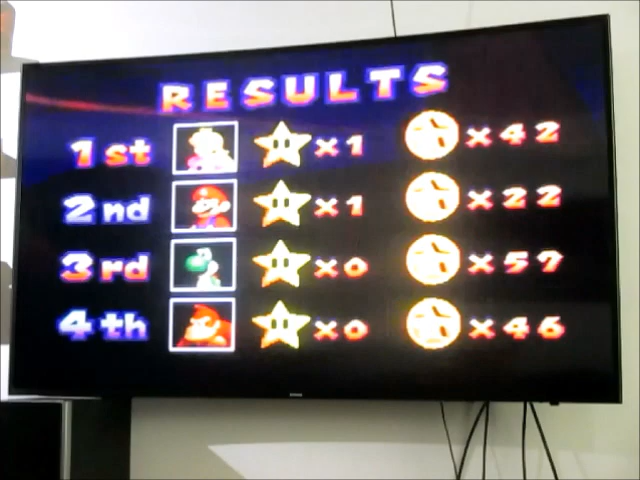 RESULTS
1st ×1 ×42
2nd ×1 ×22
3rd ×0 ×57
4th ×0 ×46